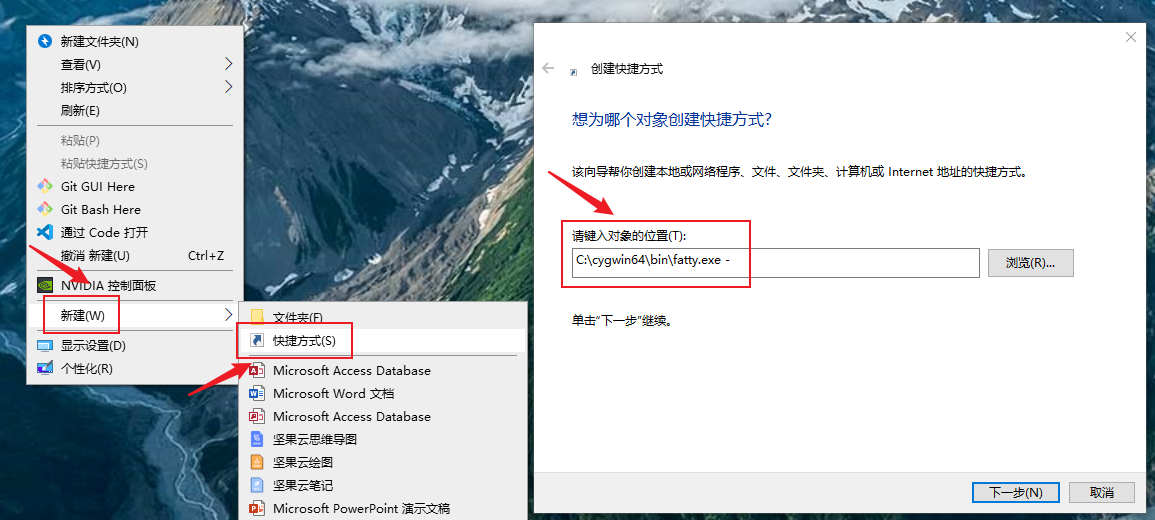 新建文件夹(N)
查看(V)
排序方式(O)
刷新(E)
粘贴(P)
粘贴快捷方式(S)
Git GUI Here
Git Bash Here
通过 Code 打开
撤消 新建(U) Ctrl+Z
NVIDIA 控制面板
新建(W)
显示设置(D)
个性化(R)
文件夹(F)
快捷方式(S)
Microsoft Access Database
Microsoft Word 文档
Microsoft Access Database
坚果云思维导图
坚果云绘图
坚果云笔记
Microsoft PowerPoint 演示文稿
创建快捷方式
想为哪个对象创建快捷方式?
该向导帮你创建本地或网络程序、文件、文件夹、计算机或 Internet 地址的快捷方式。
请键入对象的位置(T):
C:\cygwin64\bin\fatty.exe -
浏览(R)...
单击“下一步”继续。
下一步(N)
取消